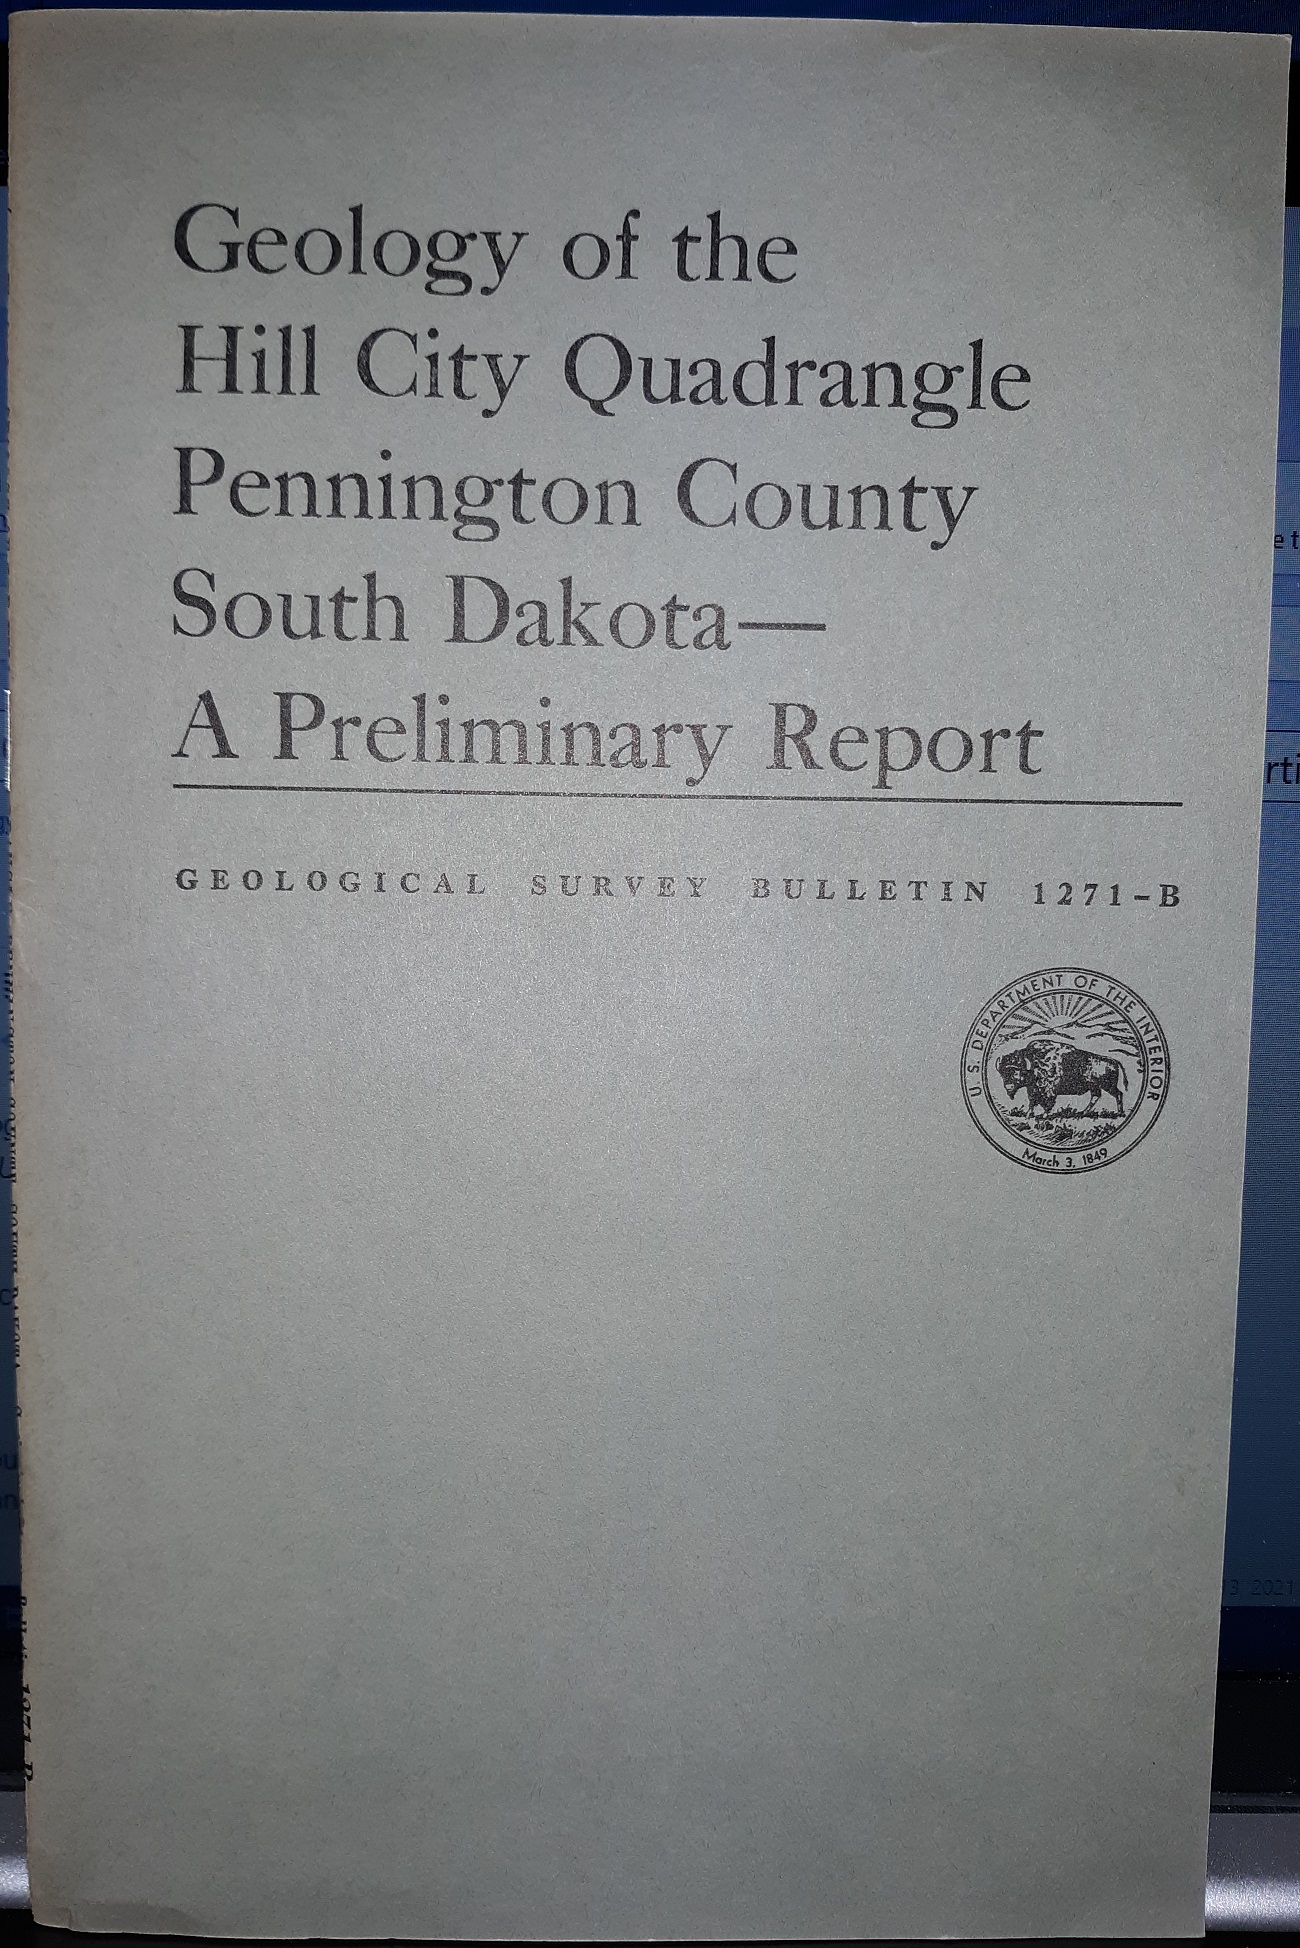 Geology of the
Hill City Quadrangle
Pennington County
South Dakota—
A Preliminary Report
GEOLOGICAL SURVEY BULLETIN 1271-B
U. S. DEPARTMENT OF THE INTERIOR
March 3, 1849
2021